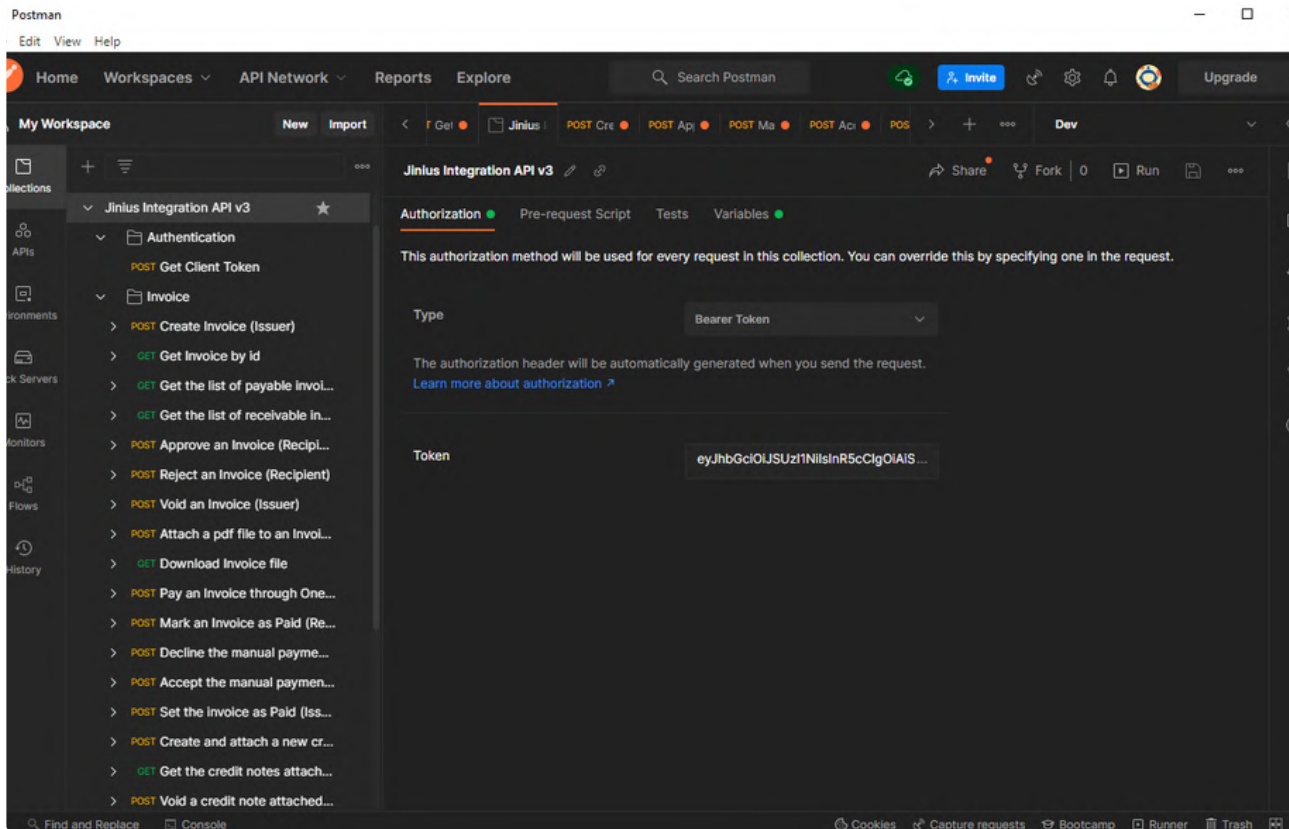 Postman
Edit View Help
Home Workspaces API Network Reports Explore Search Postman Invite Upgrade
My Workspace New Import Get Jinius POST Cre POST Ap POST Ma POST Acc POST Dev
Jinius Integration API v3 Share Fork 0 Run
ollections
Jinius Integration API v3
Authorization Pre-request Script Tests Variables
APIs
Authentication
POST Get Client Token
This authorization method will be used for every request in this collection. You can override this by specifying one in the request.
ironments
Invoice
POST Create Invoice (Issuer)
Type Bearer Token
GET Get Invoice by id
The authorization header will be automatically generated when you send the request.
ck Servers
GET Get the list of payable invoi...
Learn more about authorization ↗
GET Get the list of receivable in...
Monitors
POST Approve an Invoice (Recipi...
Token eyJhbGciOiJSUzI1NiIsInR5cCIgOiAiS...
POST Reject an Invoice (Recipient)
Flows
POST Void an Invoice (Issuer)
POST Attach a pdf file to an Invoi...
History
GET Download Invoice file
POST Pay an Invoice through One...
POST Mark an Invoice as Paid (Re...
POST Decline the manual payme...
POST Accept the manual paymen...
POST Set the invoice as Paid (Iss...
POST Create and attach a new cr...
GET Get the credit notes attach...
POST Void a credit note attached...
Find and Replace Console Cookies Capture requests Bootcamp Runner Trash